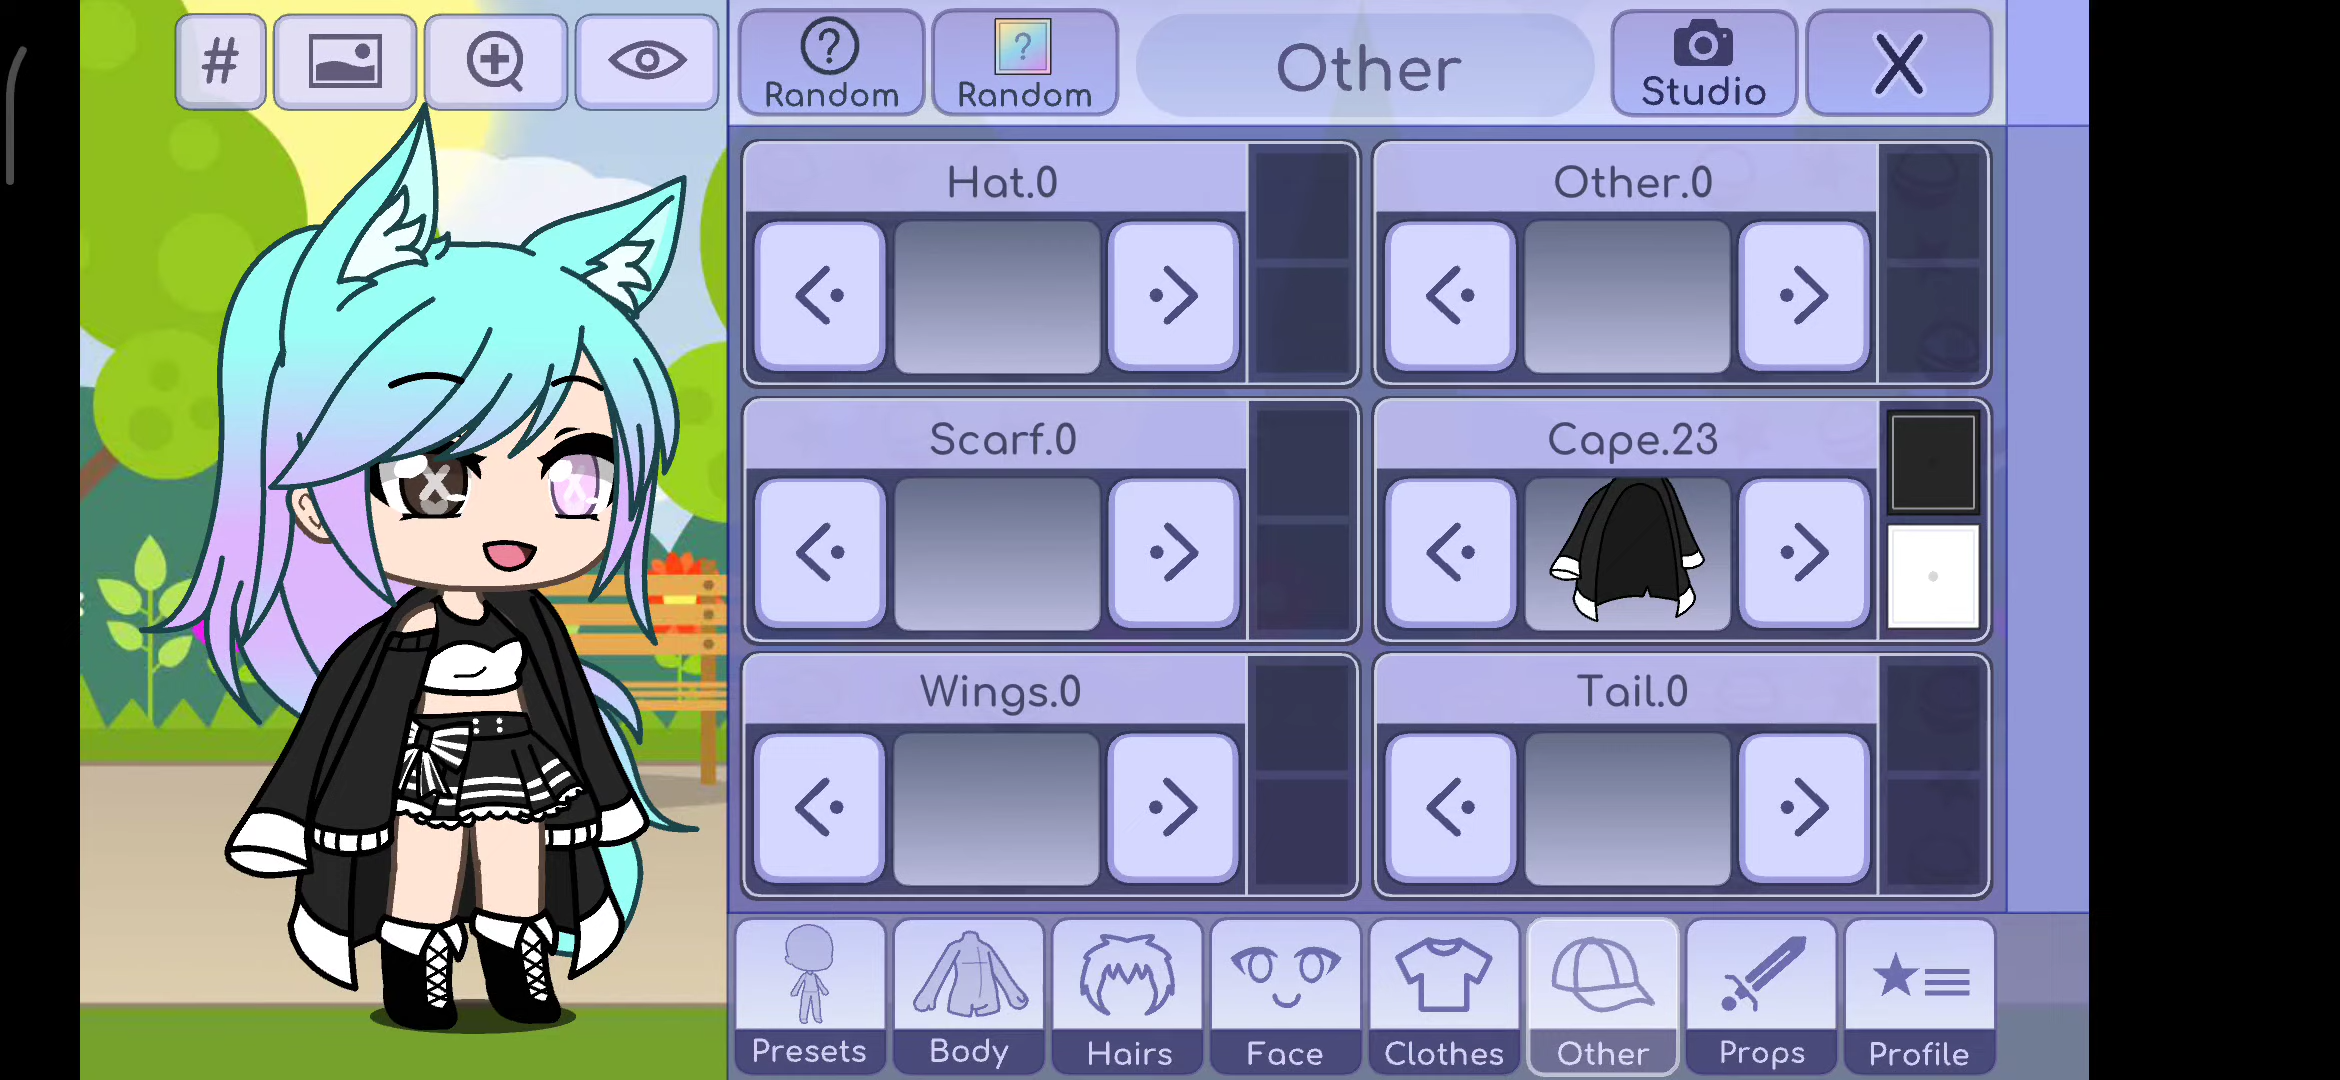 #
? Random
? Random
Other
Studio
X
Hat.0
Other.0
Scarf.0
Cape.23
Wings.0
Tail.0
Presets
Body
Hairs
Face
Clothes
Other
Props
Profile